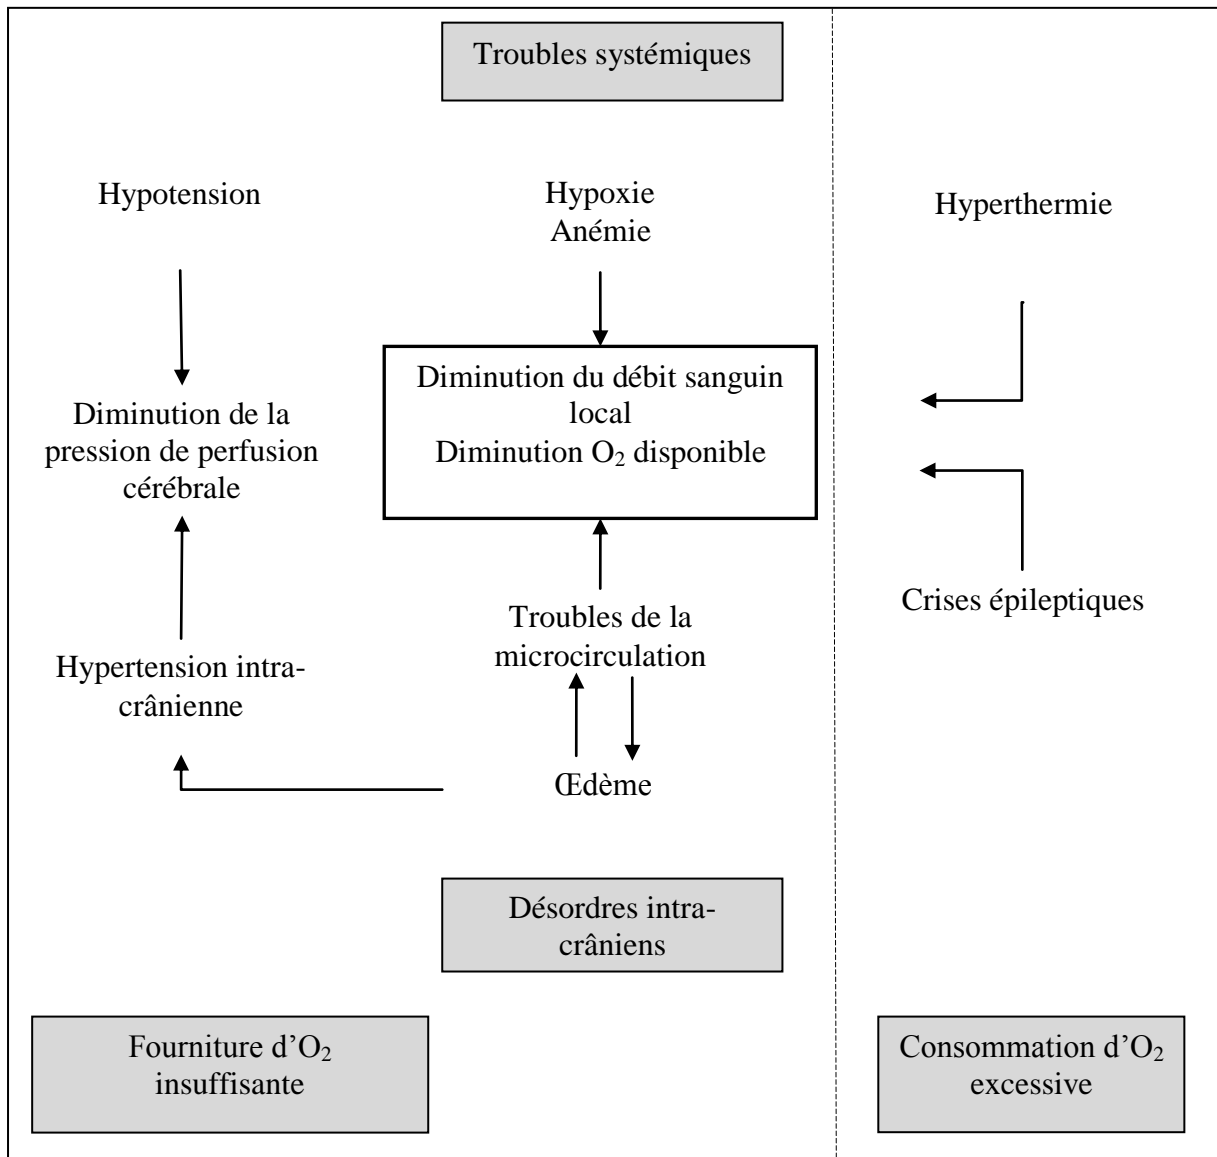 Troubles systémiques
Hypotension
Hypoxie
Anémie
Hyperthermie
Diminution de la
pression de perfusion
cérébrale
Diminution du débit sanguin
local
Diminution O₂ disponible
Hypertension intra-
crânienne
Troubles de la
microcirculation
Crises épileptiques
Œdème
Désordres intra-
crâniens
Fourniture d’O₂
insuffisante
Consommation d’O₂
excessive